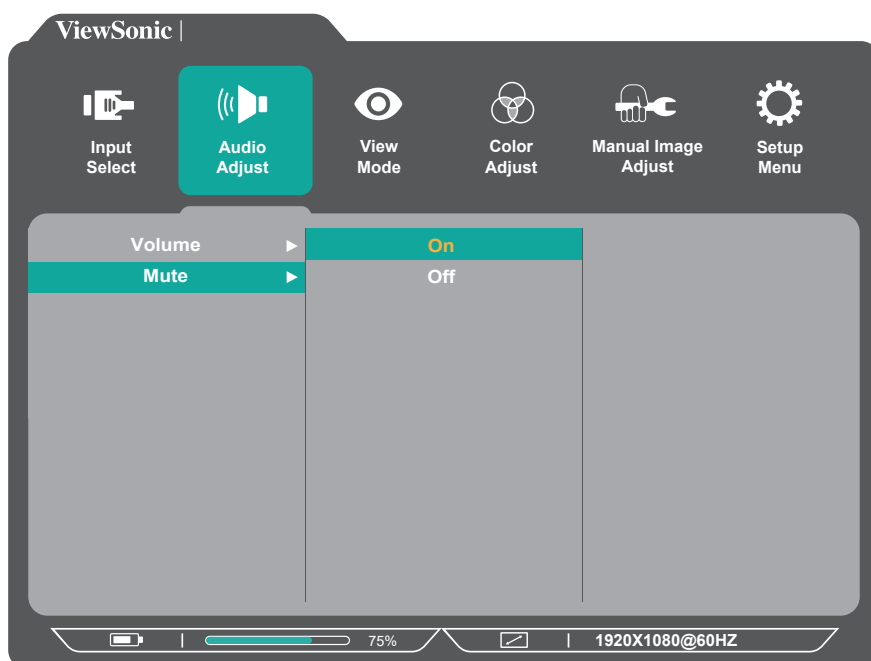 ViewSonic
Input Select
Audio Adjust
View Mode
Color Adjust
Manual Image Adjust
Setup Menu
Volume
On
Mute
Off
75%
1920X1080@60HZ